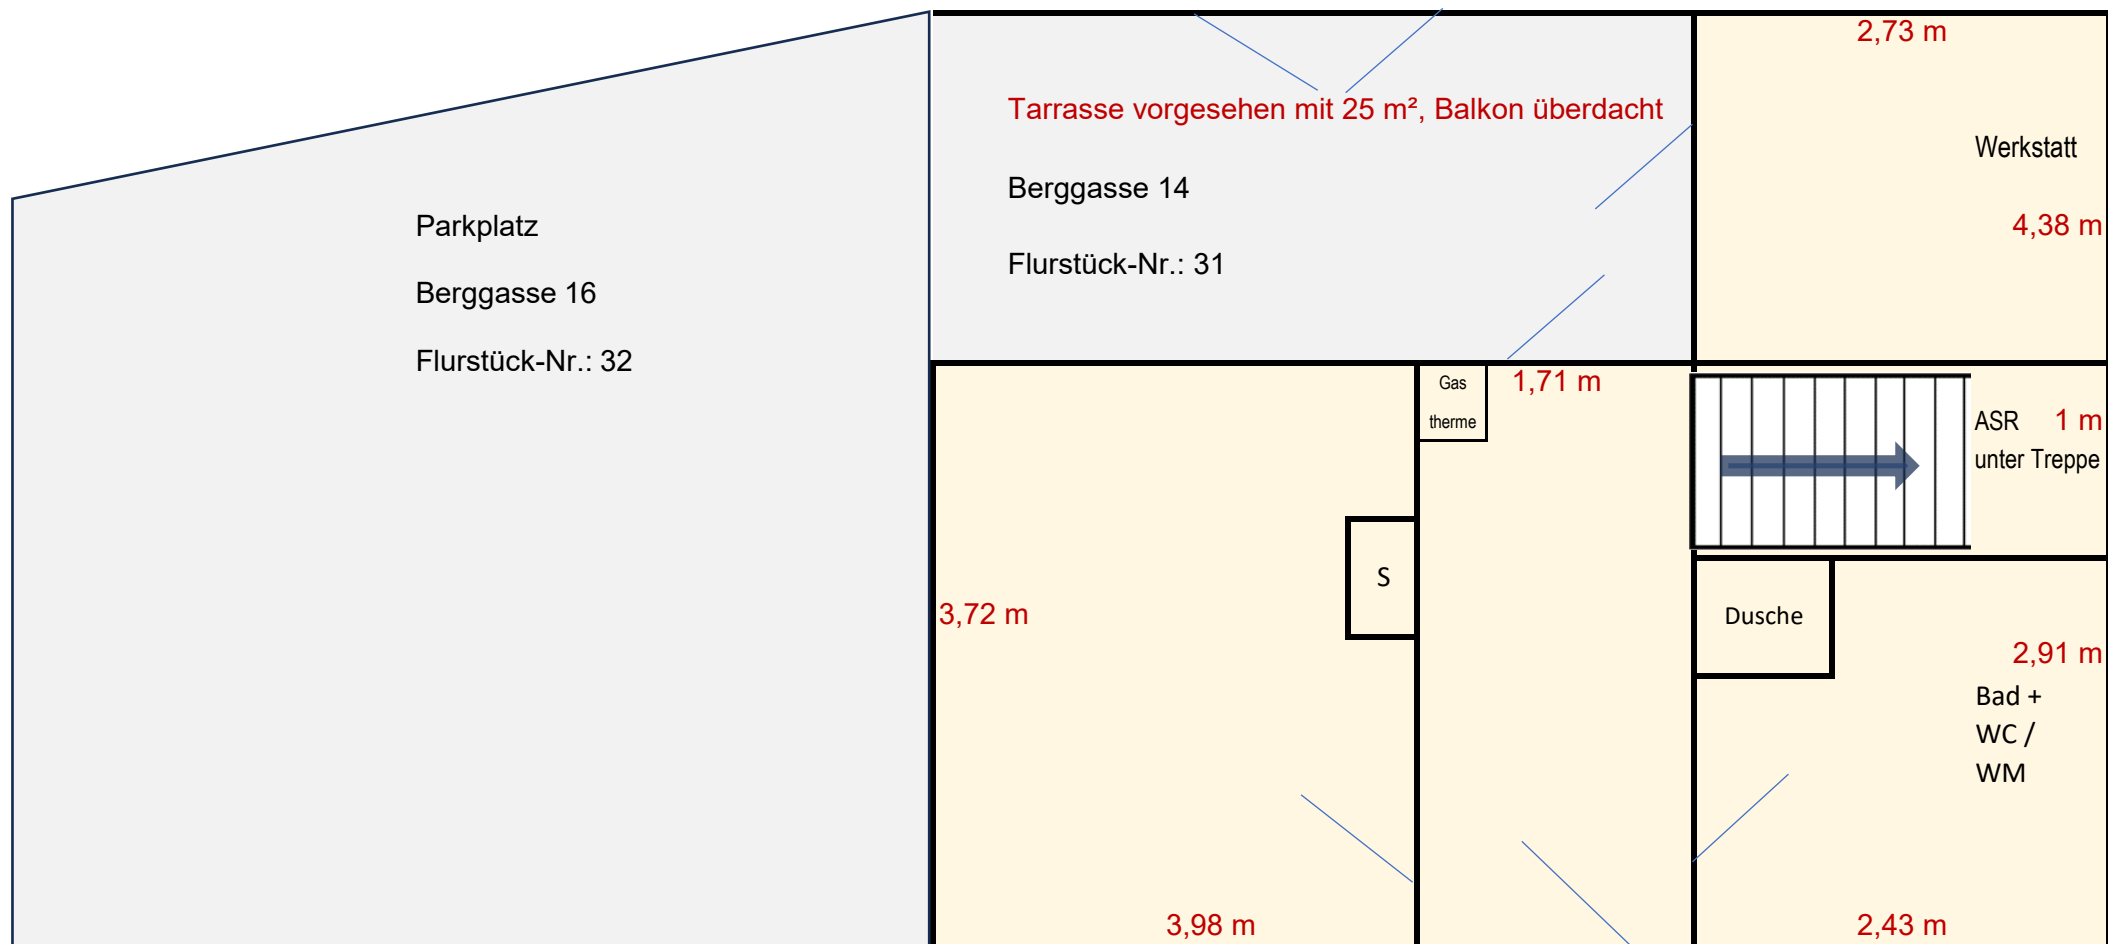 2,73 m
Tarrasse vorgesehen mit 25 m², Balkon überdacht
Werkstatt
Berggasse 14
Parkplatz
4,38 m
Flurstück-Nr.: 31
Berggasse 16
Flurstück-Nr.: 32
Gas
therme
1,71 m
ASR 1 m
unter Treppe
S
3,72 m
Dusche
2,91 m
Bad +
WC /
WM
3,98 m
2,43 m